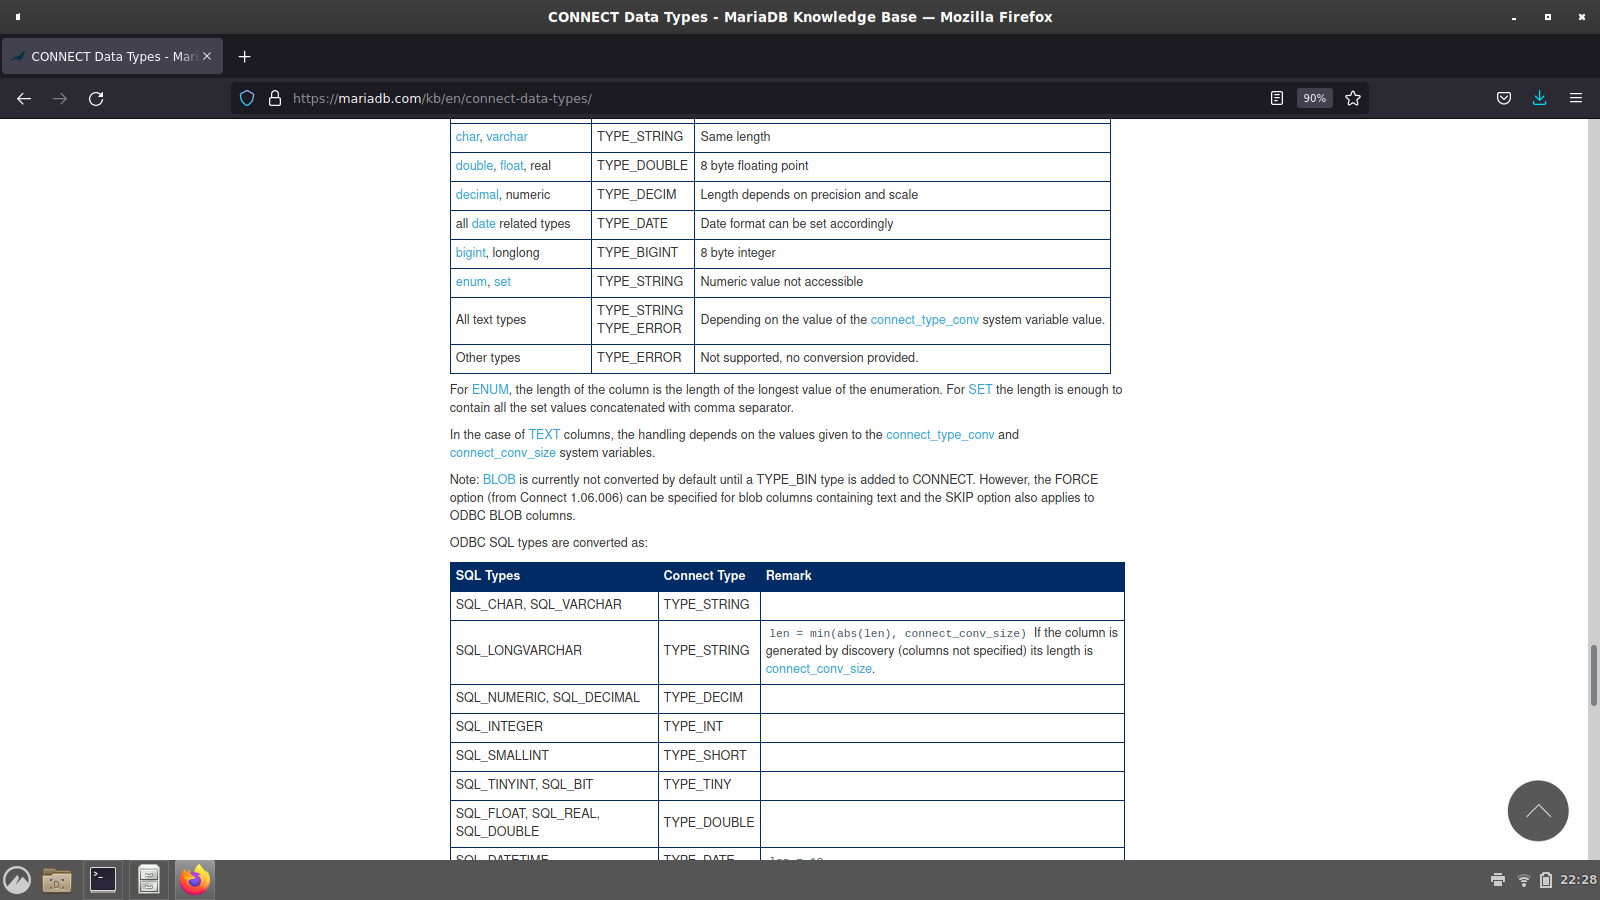 CONNECT Data Types - MariaDB Knowledge Base — Mozilla Firefox
CONNECT Data Types - Mari
https://mariadb.com/kb/en/connect-data-types/
90%
char, varchar TYPE_STRING Same length
double, float, real TYPE_DOUBLE 8 byte floating point
decimal, numeric TYPE_DECIM Length depends on precision and scale
all date related types TYPE_DATE Date format can be set accordingly
bigint, longlong TYPE_BIGINT 8 byte integer
enum, set TYPE_STRING Numeric value not accessible
All text types TYPE_STRING
TYPE_ERROR Depending on the value of the connect_type_conv system variable value.
Other types TYPE_ERROR Not supported, no conversion provided.
For ENUM, the length of the column is the length of the longest value of the enumeration. For SET the length is enough to
contain all the set values concatenated with comma separator.
In the case of TEXT columns, the handling depends on the values given to the connect_type_conv and
connect_conv_size system variables.
Note: BLOB is currently not converted by default until a TYPE_BIN type is added to CONNECT. However, the FORCE
option (from Connect 1.06.006) can be specified for blob columns containing text and the SKIP option also applies to
ODBC BLOB columns.
ODBC SQL types are converted as:
SQL Types Connect Type Remark
SQL_CHAR, SQL_VARCHAR TYPE_STRING
SQL_LONGVARCHAR TYPE_STRING len = min(abs(len), connect_conv_size) If the column is
generated by discovery (columns not specified) its length is
connect_conv_size.
SQL_NUMERIC, SQL_DECIMAL TYPE_DECIM
SQL_INTEGER TYPE_INT
SQL_SMALLINT TYPE_SHORT
SQL_TINYINT, SQL_BIT TYPE_TINY
SQL_FLOAT, SQL_REAL,
SQL_DOUBLE TYPE_DOUBLE
SQL_DATETIME TYPE_DATE len = 10
22:28